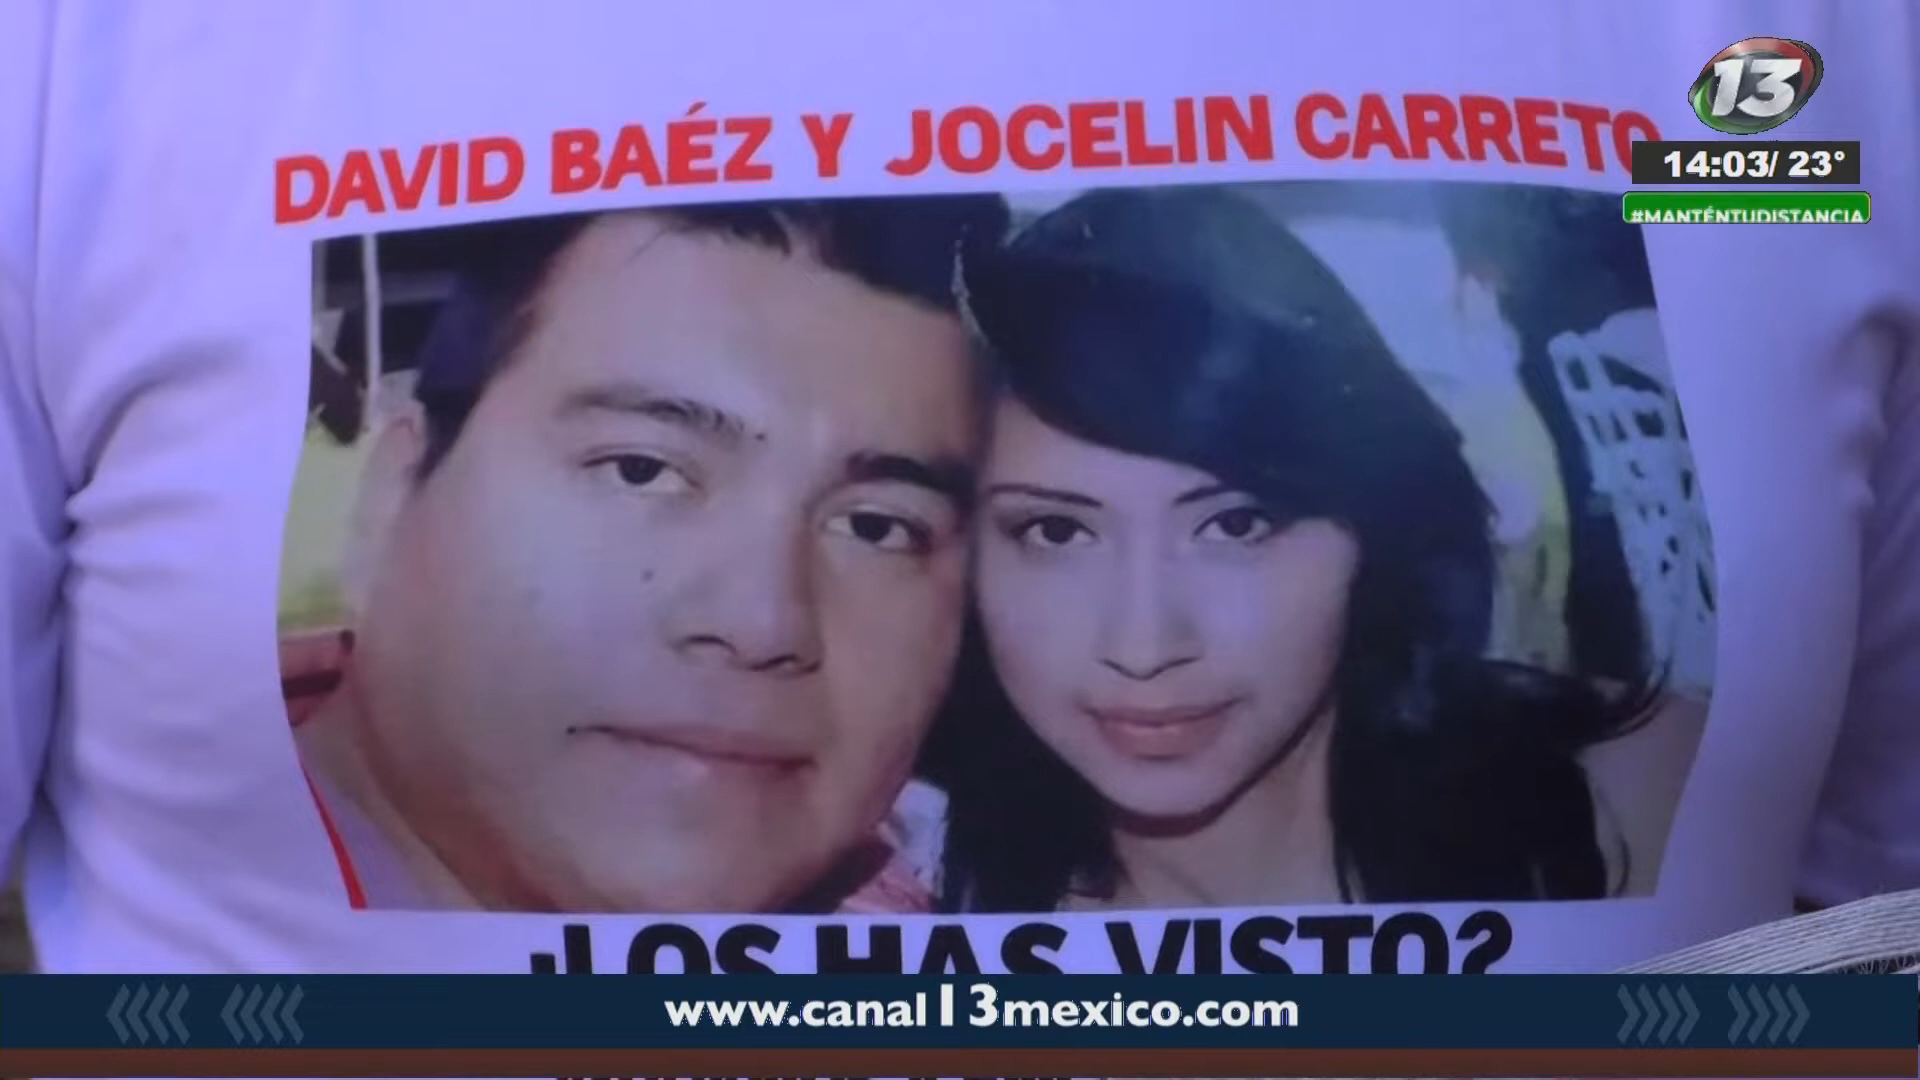 13
DAVID BAÉZ Y JOCELIN CARRETO
14:03/ 23°
#MANTÉNTUDISTANCIA
¿LOS HAS VISTO?
www.canal13mexico.com